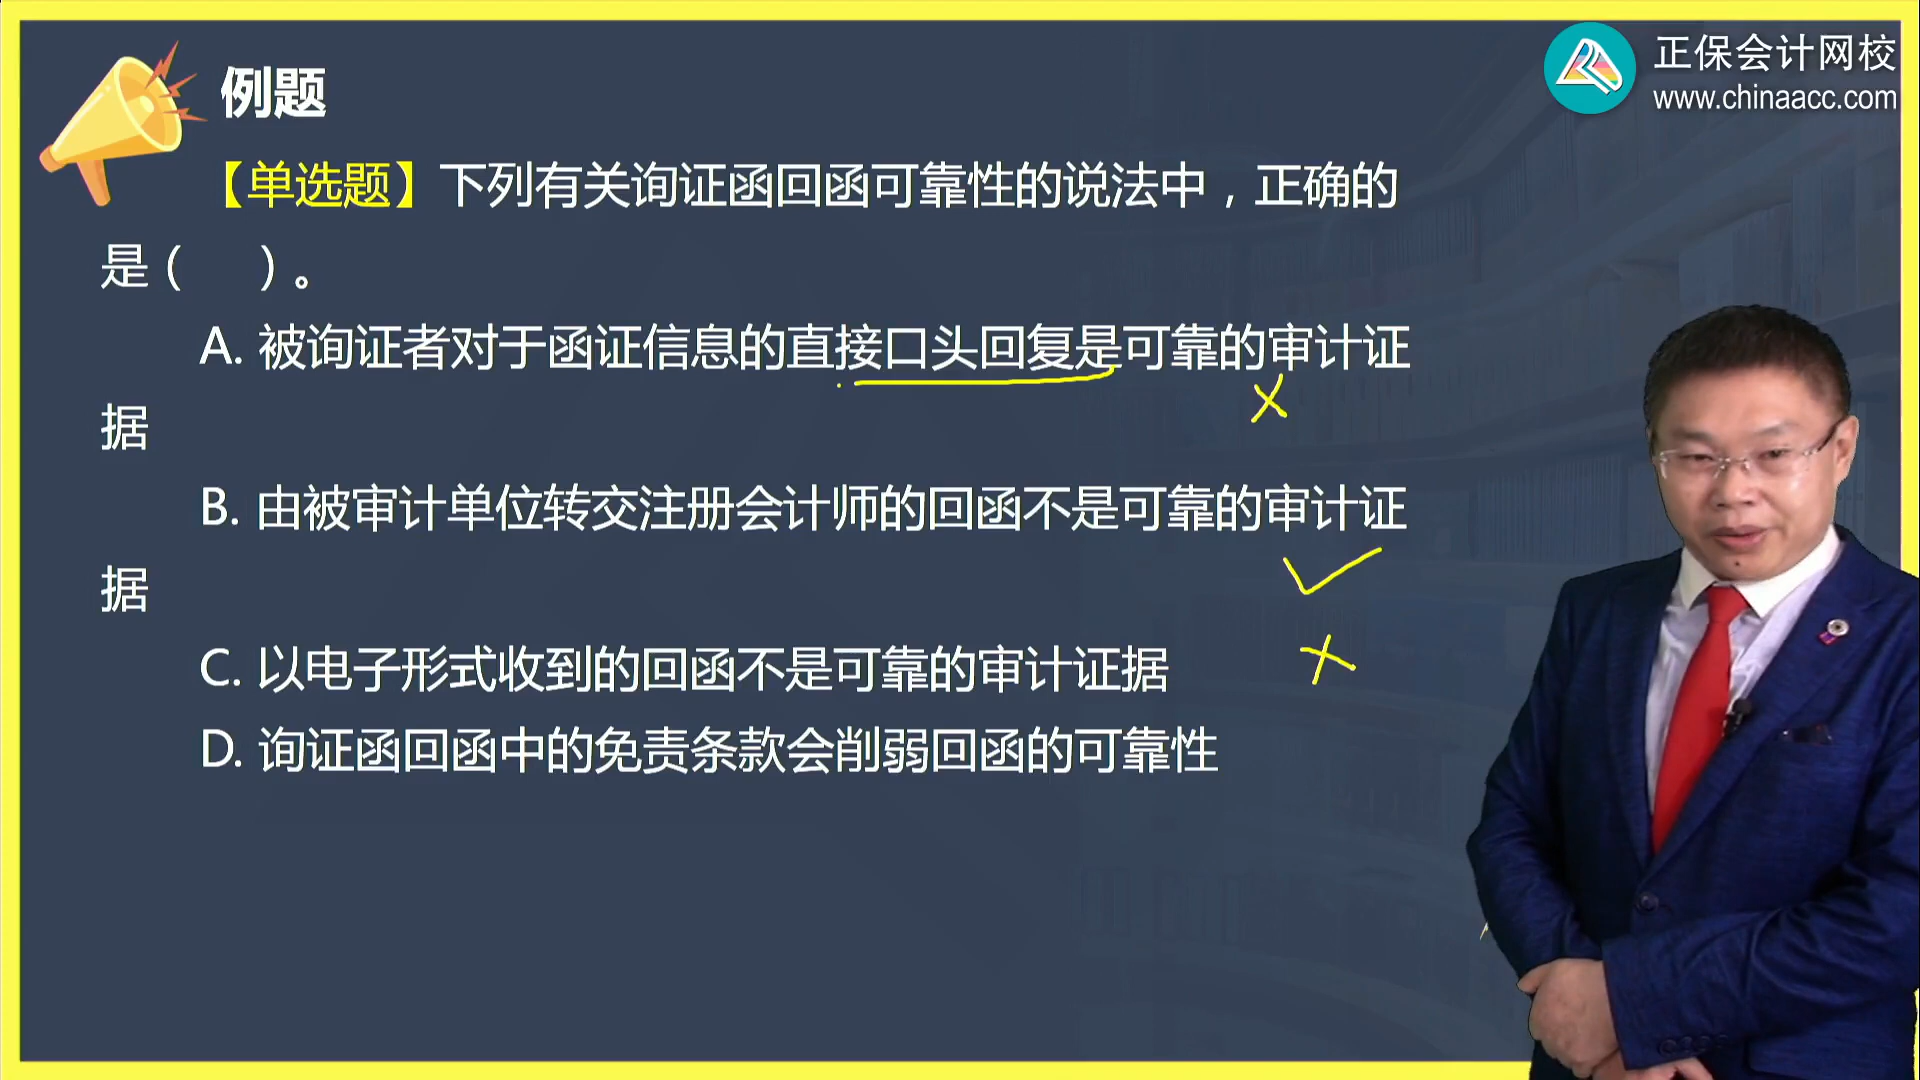 正保会计网校
www.chinaacc.com
例题
【单选题】下列有关询证函回函可靠性的说法中，正确的
是（ ）。
A. 被询证者对于函证信息的直接口头回复是可靠的审计证
据
B. 由被审计单位转交注册会计师的回函不是可靠的审计证
据
C. 以电子形式收到的回函不是可靠的审计证据
D. 询证函回函中的免责条款会削弱回函的可靠性